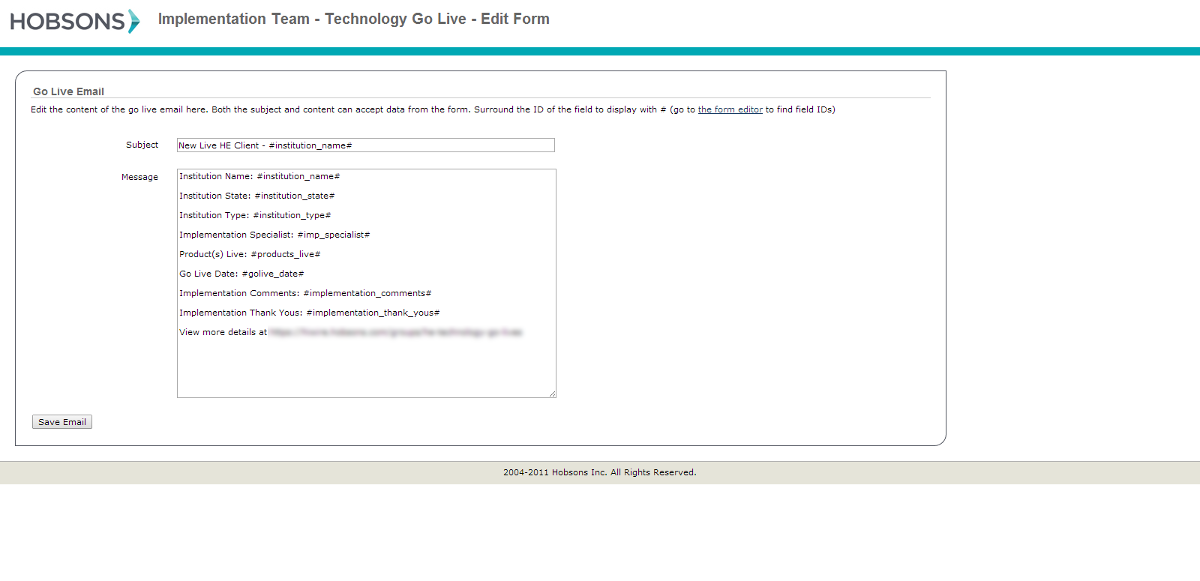 HOBSONS
Implementation Team - Technology Go Live - Edit Form
Go Live Email
Edit the content of the go live email here. Both the subject and content can accept data from the form. Surround the ID of the field to display with # (go to the form editor to find field IDs)
Subject
New Live HE Client - #institution_name#
Message
Institution Name: #institution_name#
Institution State: #institution_state#
Institution Type: #institution_type#
Implementation Specialist: #imp_specialist#
Product(s) Live: #products_live#
Go Live Date: #golive_date#
Implementation Comments: #implementation_comments#
Implementation Thank Yous: #implementation_thank_yous#
View more details at
Save Email
2004-2011 Hobsons Inc. All Rights Reserved.